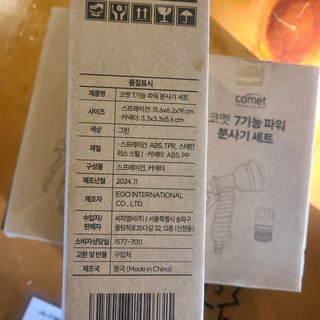 품질표시
제품명 코멧 7기능 파워 분사기 세트
사이즈 · 스프레이건: 15.6x6.2x19 cm
· 커넥터: 3.3x3.3x5.6 cm
색상 그린
재질 · 스프레이건: ABS, TPR, 스테인
리스 스틸 / · 커넥터: ABS, PP
구성품 스프레이건, 커넥터
제조년월 2024.11
제조자 EGO INTERNATIONAL
CO., LTD.
수입자/
판매자 씨피엘비(주) / 서울특별시 송파구
올림픽로35다길 32, 12층 (신천동)
소비자상담실 1577-7011
교환 및 반품 구입처
제조국 중국 (Made in China)
comet
코멧 7기능 파워
분사기 세트